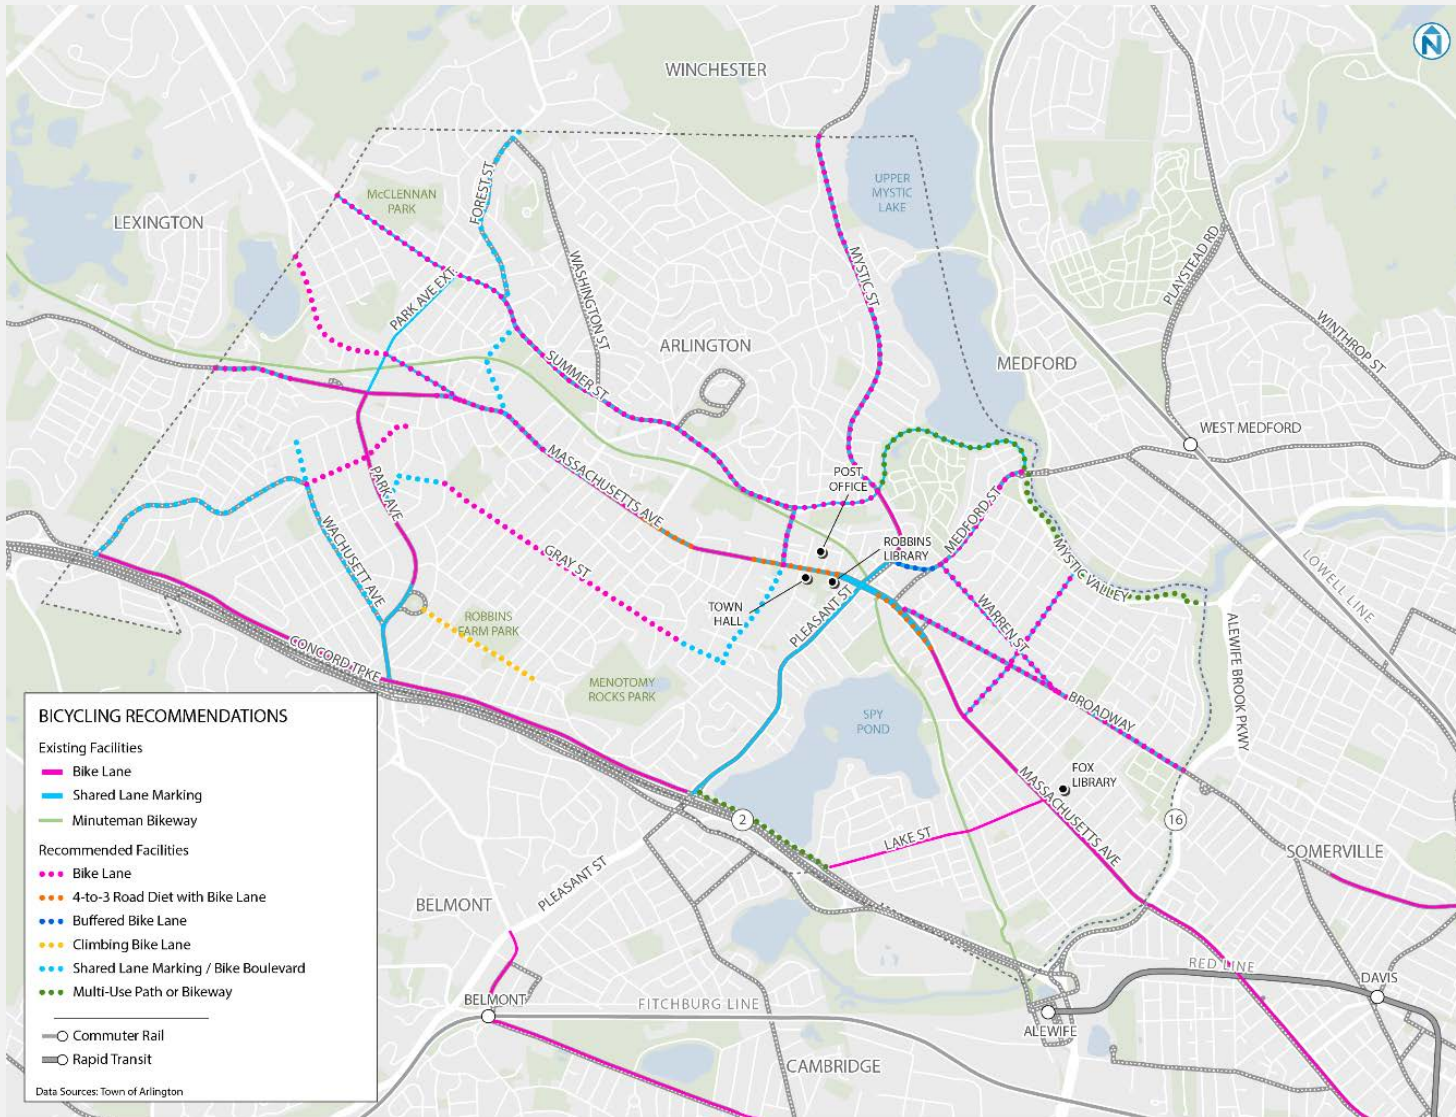 N
WINCHESTER
UPPER
MYSTIC
LAKE
McCLENNAN
PARK
LEXINGTON
FOREST ST
WASHINGTON ST
PARK AVE EXT.
MYSTIC ST
PLAYSTEAD RD
WINTHROP ST
ARLINGTON
MEDFORD
SUMMER ST
WEST MEDFORD
PARK AVE
MASSACHUSETTS AVE
POST
OFFICE
MEDFORD ST
WACHUSETT AVE
GRAY ST
ROBBINS
LIBRARY
MYSTIC VALLEY
LOWELL LINE
TOWN
HALL
PLEASANT ST
WARREN ST
ROBBINS
FARM PARK
CONCORD TPKE
MENOTOMY
ROCKS PARK
ALEWIFE BROOK PKWY
BROADWAY
SPY
POND
FOX
LIBRARY
MASSACHUSETTS AVE
2
16
LAKE ST
SOMERVILLE
PLEASANT ST
BELMONT
RED LINE
DAVIS
BELMONT
FITCHBURG LINE
ALEWIFE
CAMBRIDGE
BICYCLING RECOMMENDATIONS
Existing Facilities
Bike Lane
Shared Lane Marking
Minuteman Bikeway
Recommended Facilities
Bike Lane
4-to-3 Road Diet with Bike Lane
Buffered Bike Lane
Climbing Bike Lane
Shared Lane Marking / Bike Boulevard
Multi-Use Path or Bikeway
Commuter Rail
Rapid Transit
Data Sources: Town of Arlington